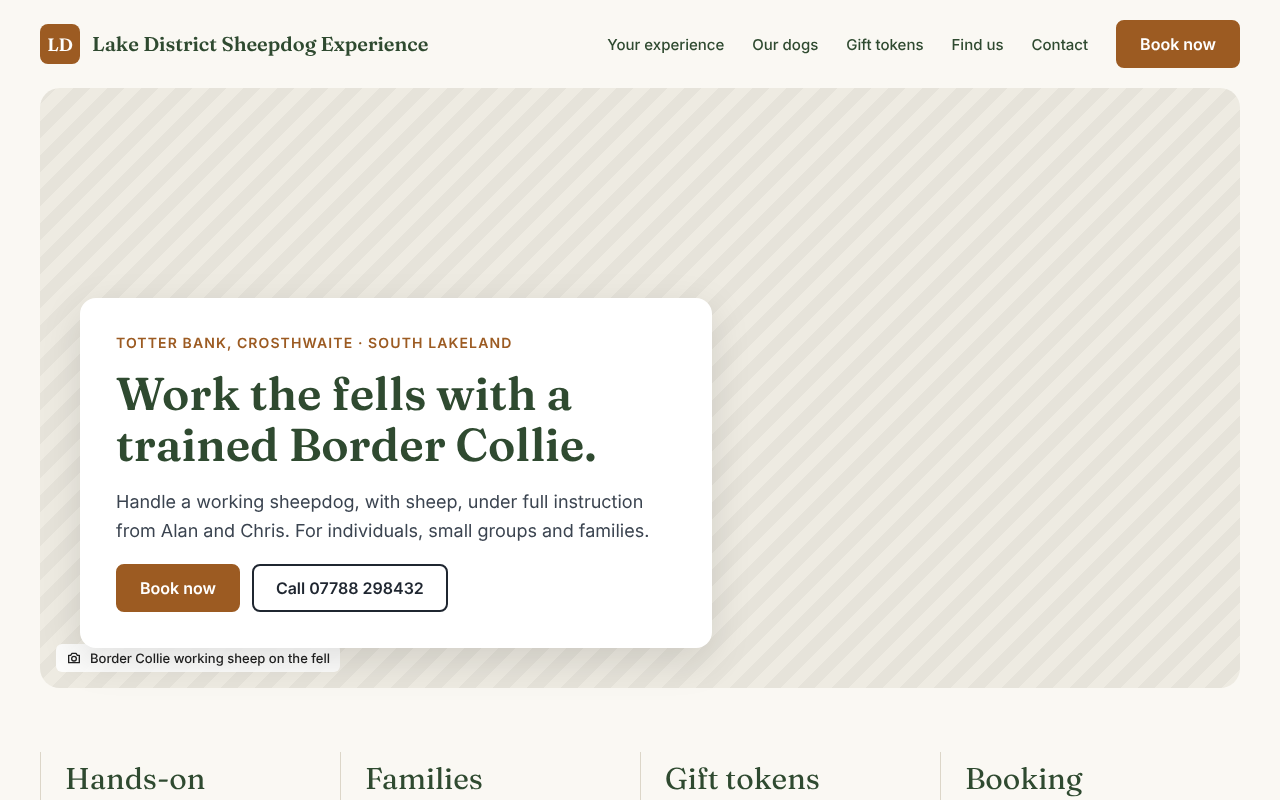 LD
Lake District Sheepdog Experience
Your experience
Our dogs
Gift tokens
Find us
Contact
Book now
TOTTER BANK, CROSTHWAITE · SOUTH LAKELAND
Work the fells with a
trained Border Collie.
Handle a working sheepdog, with sheep, under full instruction
from Alan and Chris. For individuals, small groups and families.
Book now
Call 07788 298432
Border Collie working sheep on the fell
Hands-on
Families
Gift tokens
Booking